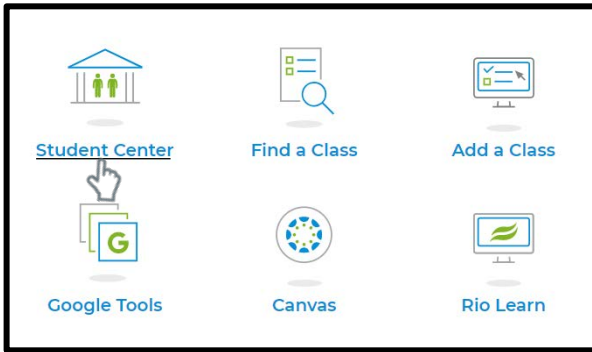 Student Center
Find a Class
Add a Class
G
Google Tools
Canvas
Rio Learn